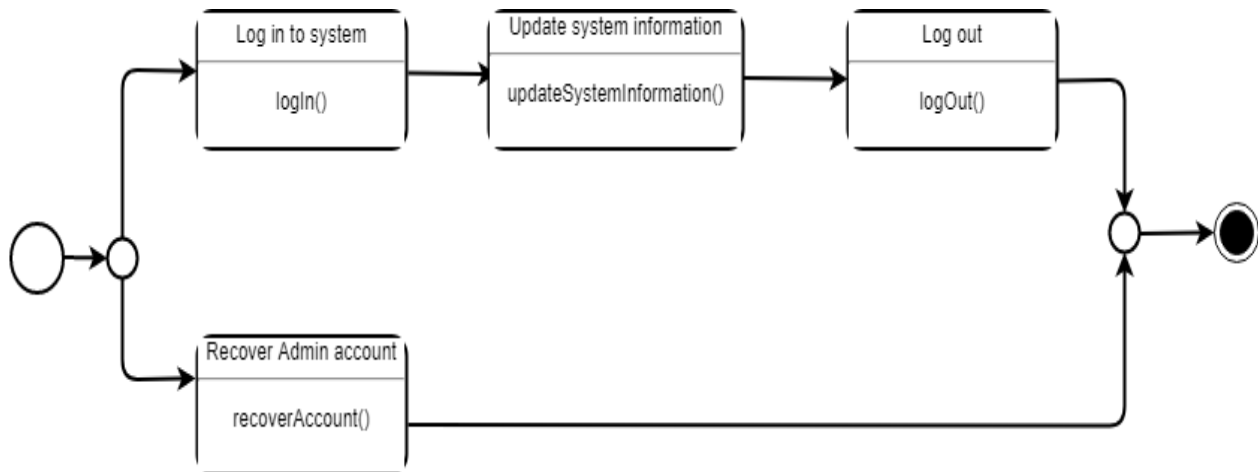 Log in to system
logIn()
Update system information
updateSystemInformation()
Log out
logOut()
Recover Admin account
recoverAccount()